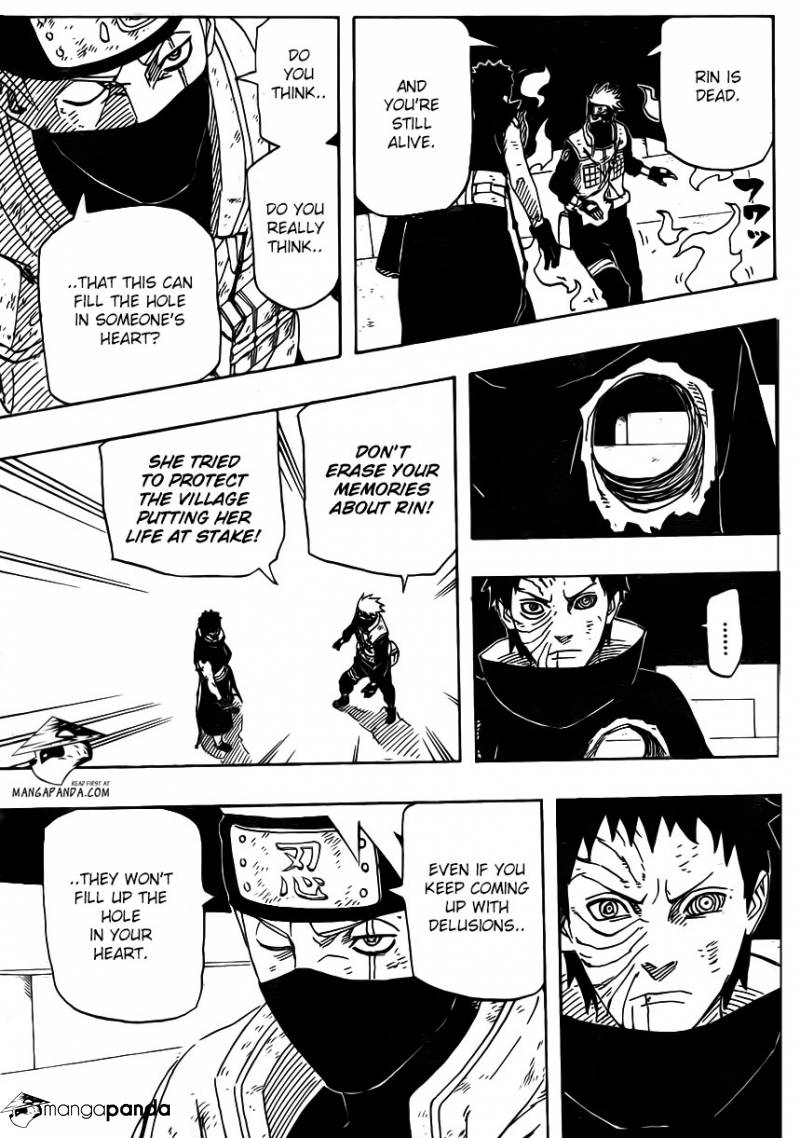 RIN IS
DEAD.
AND
YOU'RE
STILL
ALIVE.
フワッ
DO
YOU
THINK..
DO YOU
REALLY
THINK..
..THAT THIS CAN
FILL THE HOLE
IN SOMEONE'S
HEART?
DON'T
ERASE YOUR
MEMORIES
ABOUT RIN!
SHE TRIED
TO PROTECT
THE VILLAGE
PUTTING HER
LIFE AT STAKE!
........
READ FIRST AT
MANGAPANDA.COM
EVEN IF YOU
KEEP COMING
UP WITH
DELUSIONS..
忍
..THEY WON'T
FILL UP THE
HOLE
IN YOUR
HEART.
mangapanda